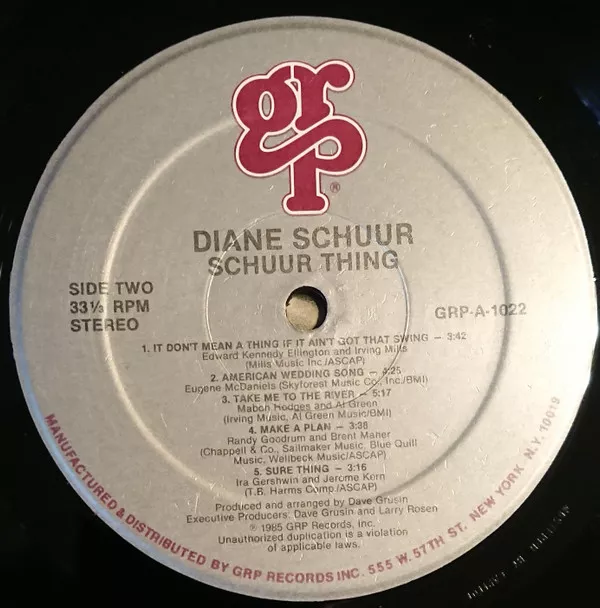 grp
®
DIANE SCHUUR
SCHUUR THING
SIDE TWO
33⅓ RPM
STEREO
GRP-A-1022
1. IT DON'T MEAN A THING IF IT AIN'T GOT THAT SWING – 3:42
Edward Kennedy Ellington and Irving Mills
(Mills Music Inc./ASCAP)
2. AMERICAN WEDDING SONG – 4:25
Eugene McDaniels (Skyforest Music Co., Inc./BMI)
3. TAKE ME TO THE RIVER – 5:17
Mabon Hodges and Al Green
(Irving Music, Al Green Music/BMI)
4. MAKE A PLAN – 3:38
Randy Goodrum and Brent Maher
(Chappell & Co., Sailmaker Music, Blue Quill
Music, Welbeck Music/ASCAP)
5. SURE THING – 3:16
Ira Gershwin and Jerome Kern
(T.B. Harms Comp./ASCAP)
Produced and arranged by Dave Grusin
Executive Producers: Dave Grusin and Larry Rosen
℗ 1985 GRP Records, Inc.
Unauthorized duplication is a violation
of applicable laws.
MANUFACTURED & DISTRIBUTED BY GRP RECORDS INC. 555 W. 57TH ST. NEW YORK N.Y. 10019